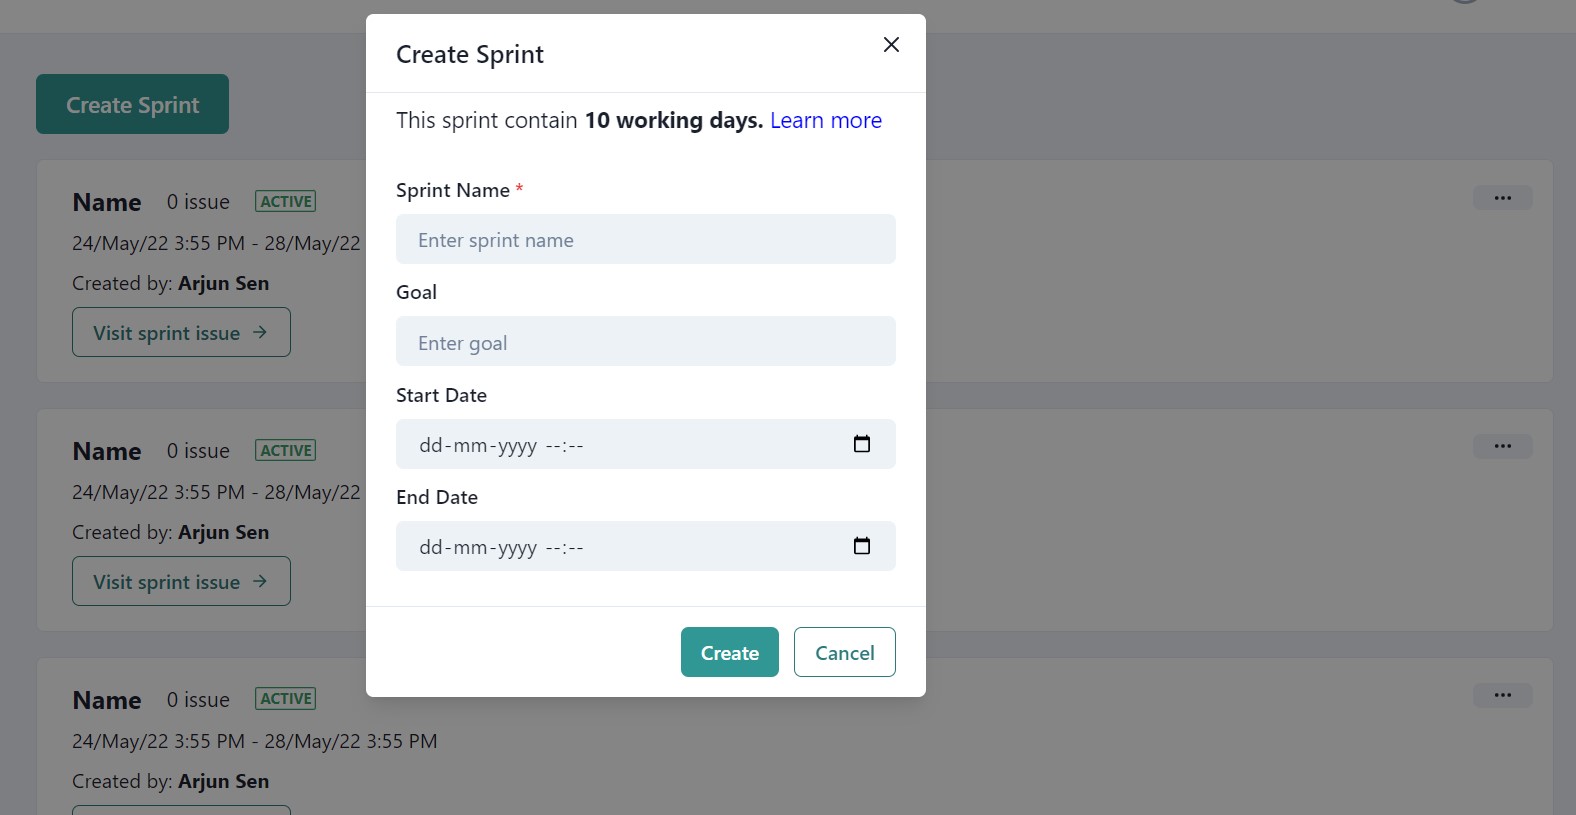 Create Sprint
This sprint contain 10 working days. Learn more
Sprint Name *
Enter sprint name
Goal
Enter goal
Start Date
dd-mm-yyyy --:--
End Date
dd-mm-yyyy --:--
Create Cancel
Create Sprint
Name 0 issue ACTIVE
24/May/22 3:55 PM - 28/May/22
Created by: Arjun Sen
Visit sprint issue →
Name 0 issue ACTIVE
24/May/22 3:55 PM - 28/May/22
Created by: Arjun Sen
Visit sprint issue →
Name 0 issue ACTIVE
24/May/22 3:55 PM - 28/May/22 3:55 PM
Created by: Arjun Sen